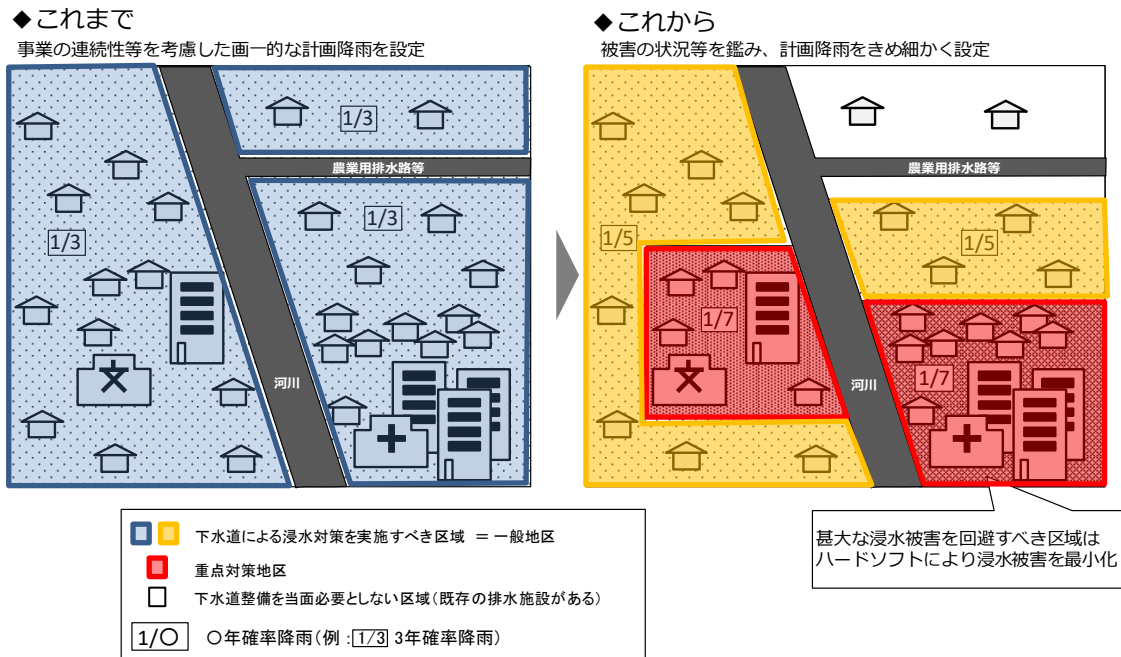 ◆これまで
事業の連続性等を考慮した画一的な計画降雨を設定
1/3
農業用排水路等
1/3
1/3
河川
◆これから
被害の状況等を鑑み、計画降雨をきめ細かく設定
農業用排水路等
1/5
1/5
1/7
1/7
河川
甚大な浸水被害を回避すべき区域は
ハードソフトにより浸水被害を最小化
下水道による浸水対策を実施すべき区域 = 一般地区
重点対策地区
下水道整備を当面必要としない区域(既存の排水施設がある)
1/〇 〇年確率降雨(例:1/3 3年確率降雨)